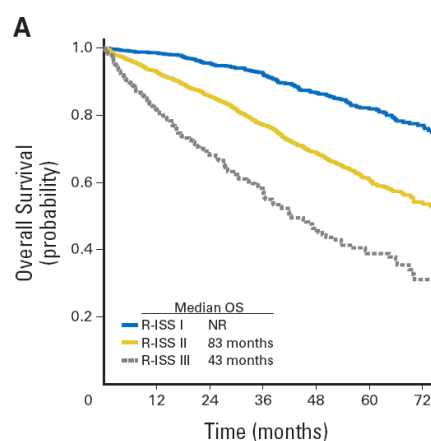 A
Overall Survival
(probability)
1.0
0.8
0.6
0.4
0.2
Median OS
R-ISS I NR
R-ISS II 83 months
R-ISS III 43 months
0 12 24 36 48 60 72
Time (months)